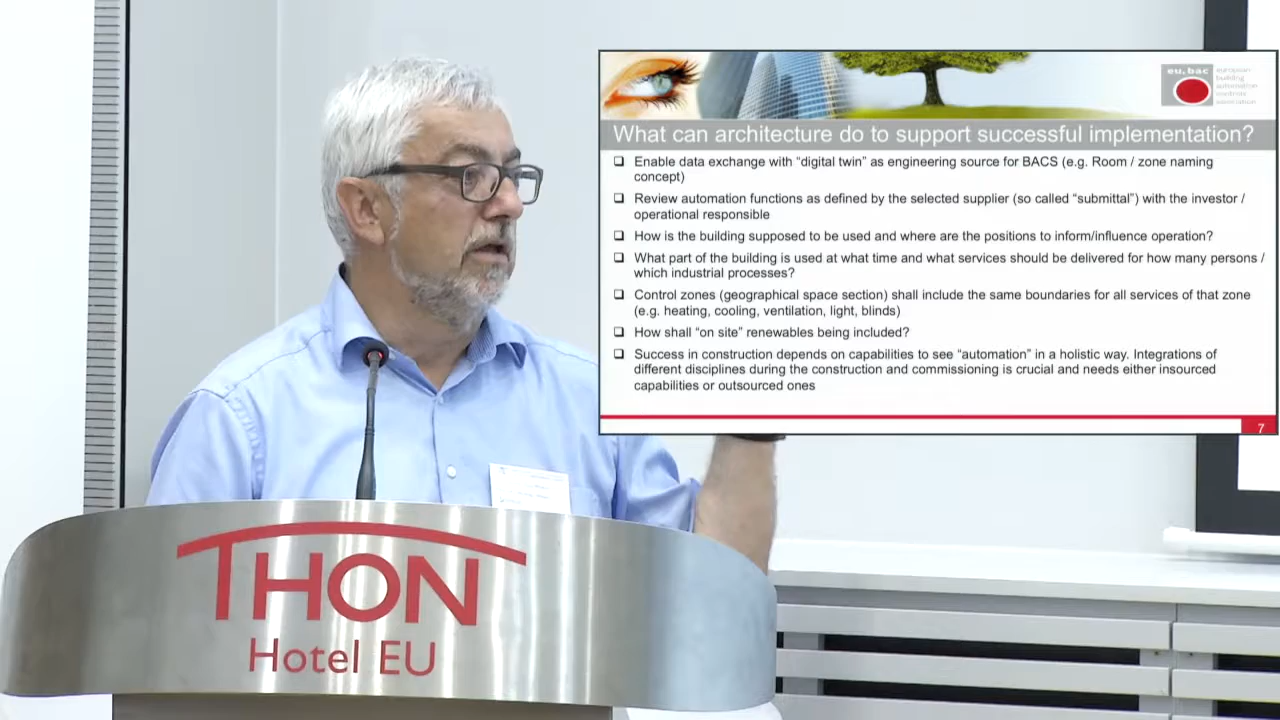 eu.bac
european
building
automation
controls
association
What can architecture do to support successful implementation?
Enable data exchange with “digital twin” as engineering source for BACS (e.g. Room / zone naming
concept)
Review automation functions as defined by the selected supplier (so called “submittal”) with the investor /
operational responsible
How is the building supposed to be used and where are the positions to inform/influence operation?
What part of the building is used at what time and what services should be delivered for how many persons /
which industrial processes?
Control zones (geographical space section) shall include the same boundaries for all services of that zone
(e.g. heating, cooling, ventilation, light, blinds)
How shall “on site” renewables being included?
Success in construction depends on capabilities to see “automation” in a holistic way. Integrations of
different disciplines during the construction and commissioning is crucial and needs either insourced
capabilities or outsourced ones
7
THON
Hotel EU